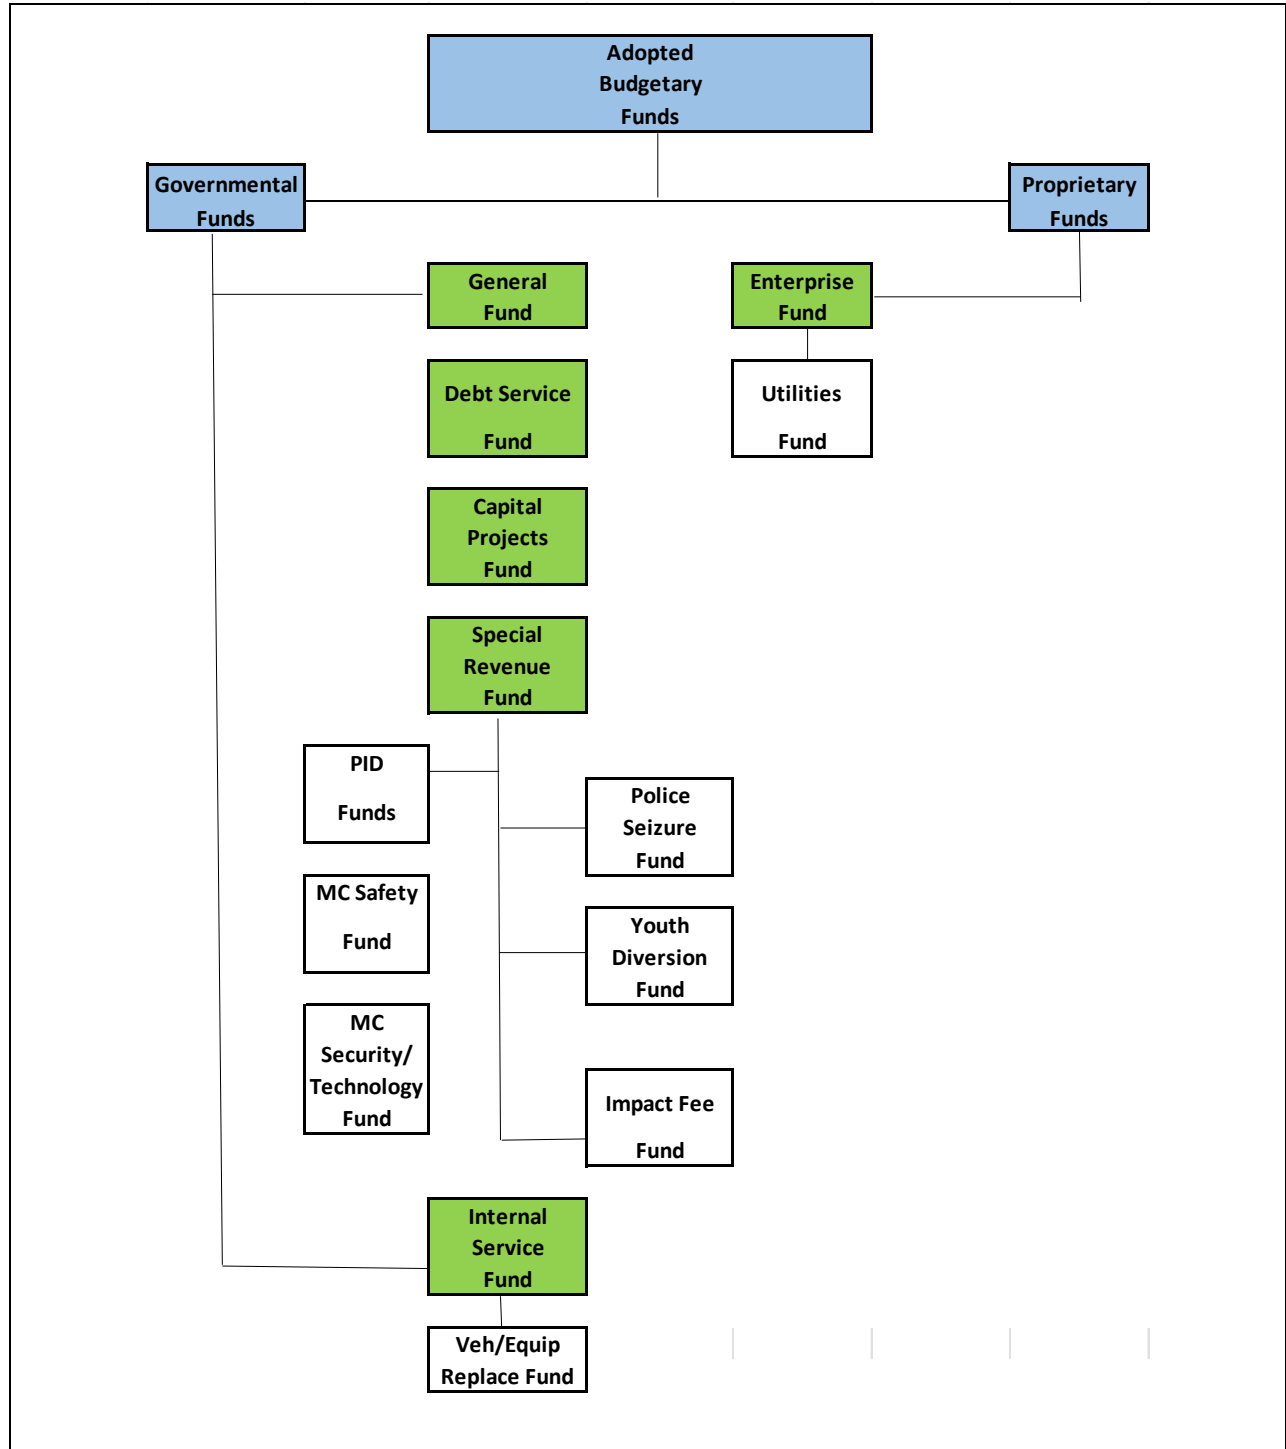 Adopted
Budgetary
Funds
Governmental
Funds
Proprietary
Funds
General
Fund
Enterprise
Fund
Debt Service
Fund
Utilities
Fund
Capital
Projects
Fund
Special
Revenue
Fund
PID
Funds
Police
Seizure
Fund
MC Safety
Fund
Youth
Diversion
Fund
MC
Security/
Technology
Fund
Impact Fee
Fund
Internal
Service
Fund
Veh/Equip
Replace Fund